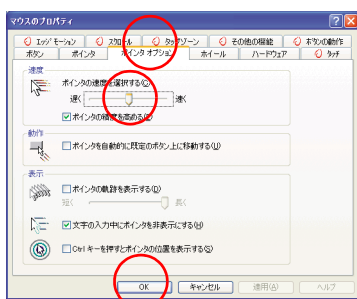 マウスのプロパティ
エッジモーション スクロール タップゾーン その他の機能 ボタンの動作
ボタン ポインタ ポインタ オプション ホイール ハードウェア タッチ
速度
ポインタの速度を選択する(C)
遅く 速く
ポインタの精度を高める(E)
動作
ポインタを自動的に既定のボタン上に移動する(U)
表示
ポインタの軌跡を表示する(D)
短く 長く
文字の入力中にポインタを非表示にする(H)
Ctrl キーを押すとポインタの位置を表示する(S)
OK キャンセル 適用(A) ヘルプ